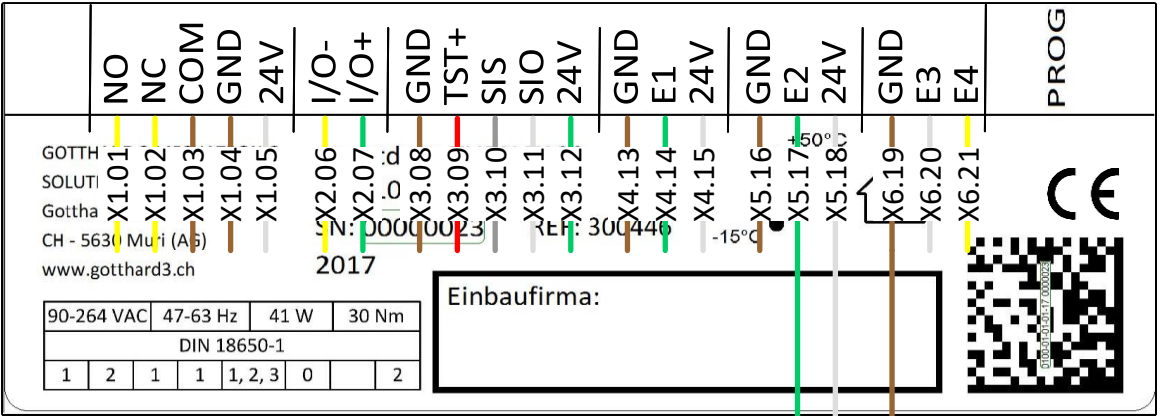 NO NC COM GND 24V I/O- I/O+ GND TST+ SIS SIO 24V GND E1 24V GND E2 24V GND E3 E4 PROG
X1.01 X1.02 X1.03 X1.04 X1.05 X2.06 X2.07 X3.08 X3.09 X3.10 X3.11 X3.12 X4.13 X4.14 X4.15 X5.16 X5.17 X5.18 X6.19 X6.20 X6.21
+50°C
GOTTH
SOLUTI
Gottha
CH - 5630 Muri (AG)
www.gotthard3.ch
SN: 00000023 REF: 300446
-15°C
2017
CE
Einbaufirma:
90-264 VAC 47-63 Hz 41 W 30 Nm
DIN 18650-1
1 2 1 1 1, 2, 3 0 2